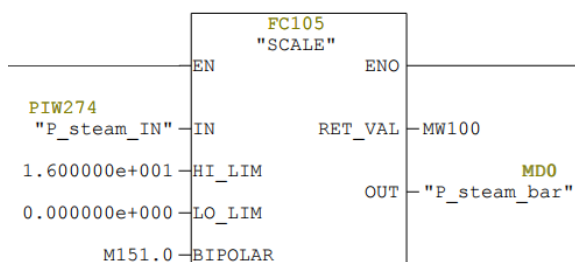 FC105
"SCALE"
EN ENO
PIW274
"P_steam_IN" IN RET_VAL MW100
1.600000e+001 HI_LIM MD0
OUT "P_steam_bar"
0.000000e+000 LO_LIM
M151.0 BIPOLAR